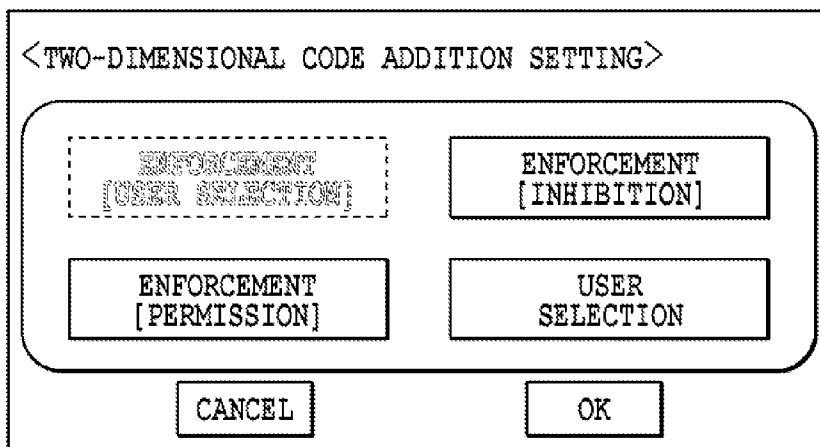 <TWO-DIMENSIONAL CODE ADDITION SETTING>
ENFORCEMENT
[USER SELECTION]
ENFORCEMENT
[INHIBITION]
ENFORCEMENT
[PERMISSION]
USER
SELECTION
CANCEL
OK